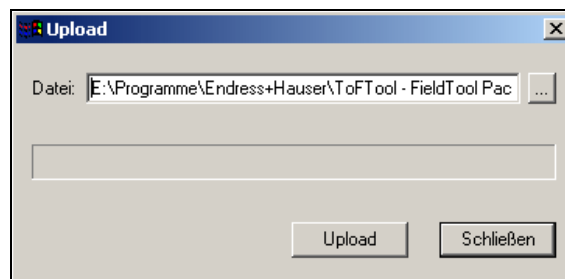 Upload
Datei: E:\Programme\Endress+Hauser\ToFTool - FieldTool Pac ...
Upload Schließen